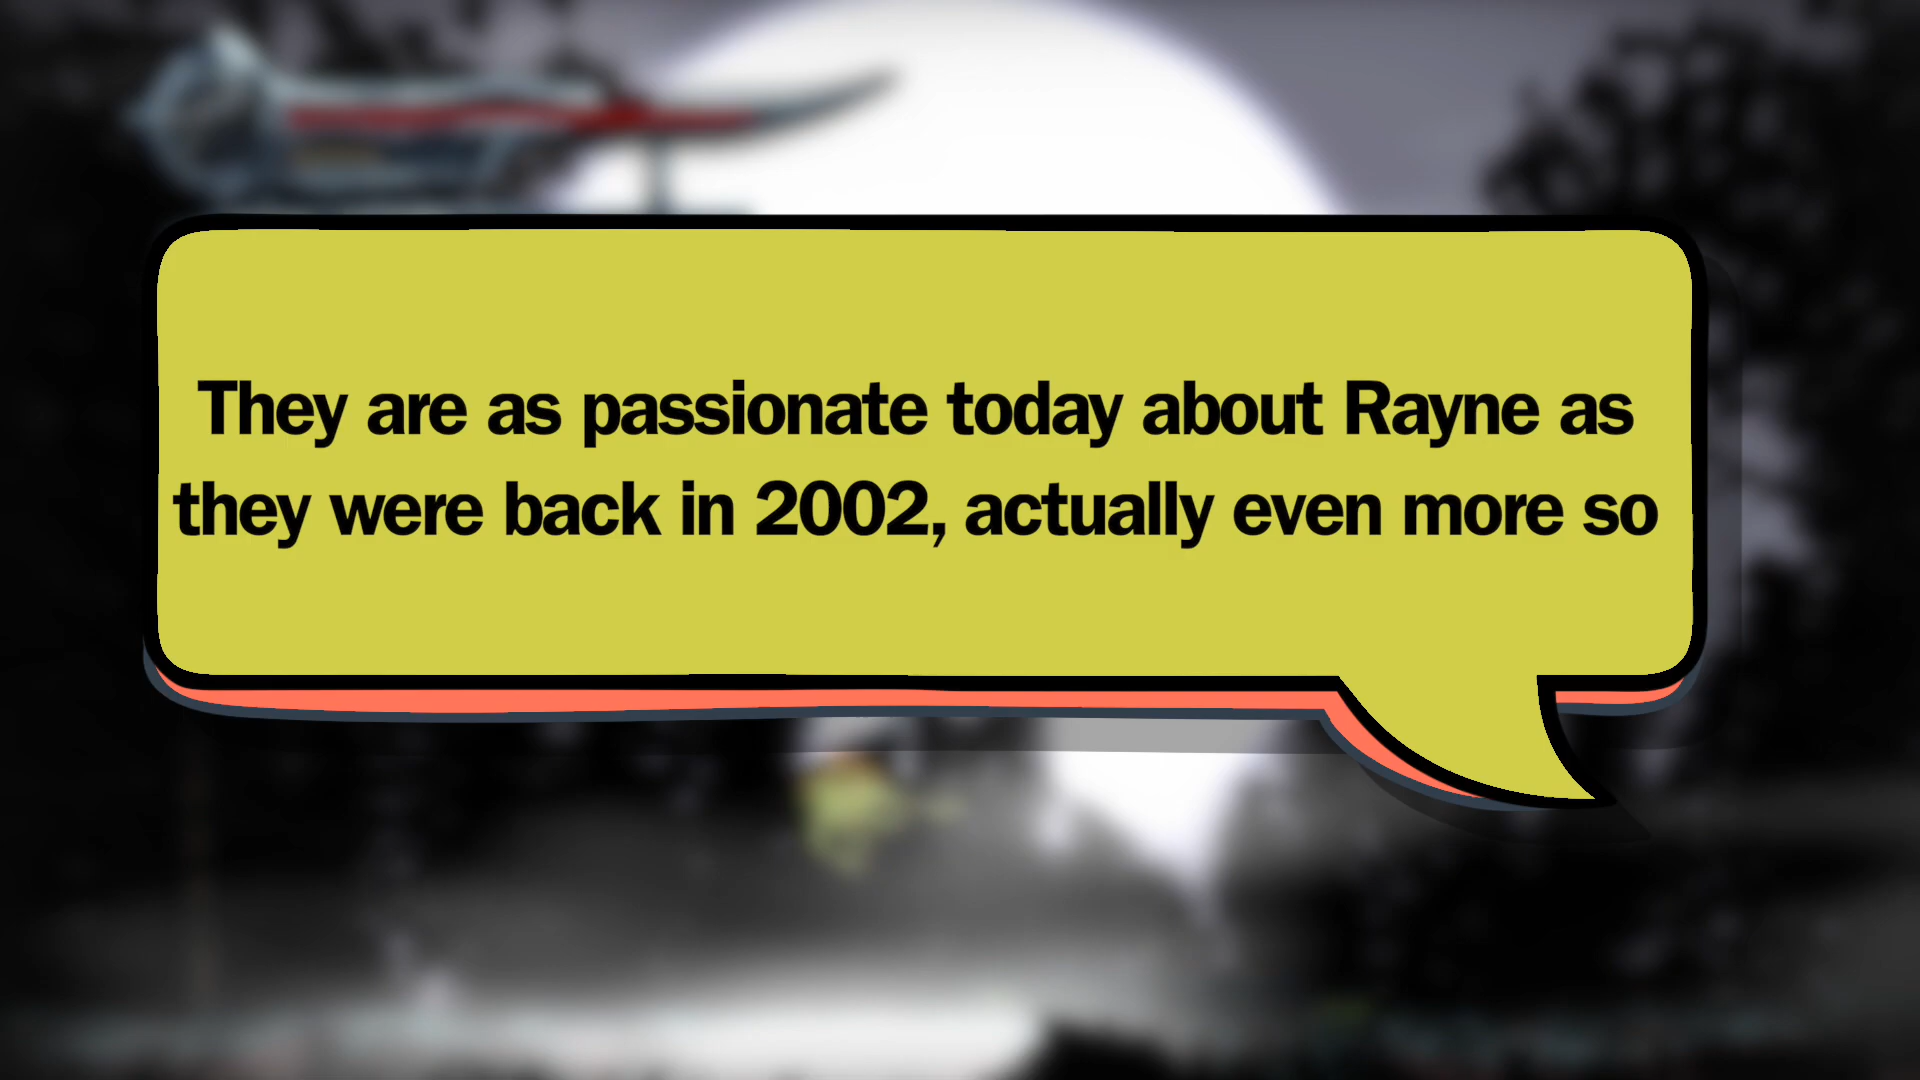 They are as passionate today about Rayne as
they were back in 2002, actually even more so